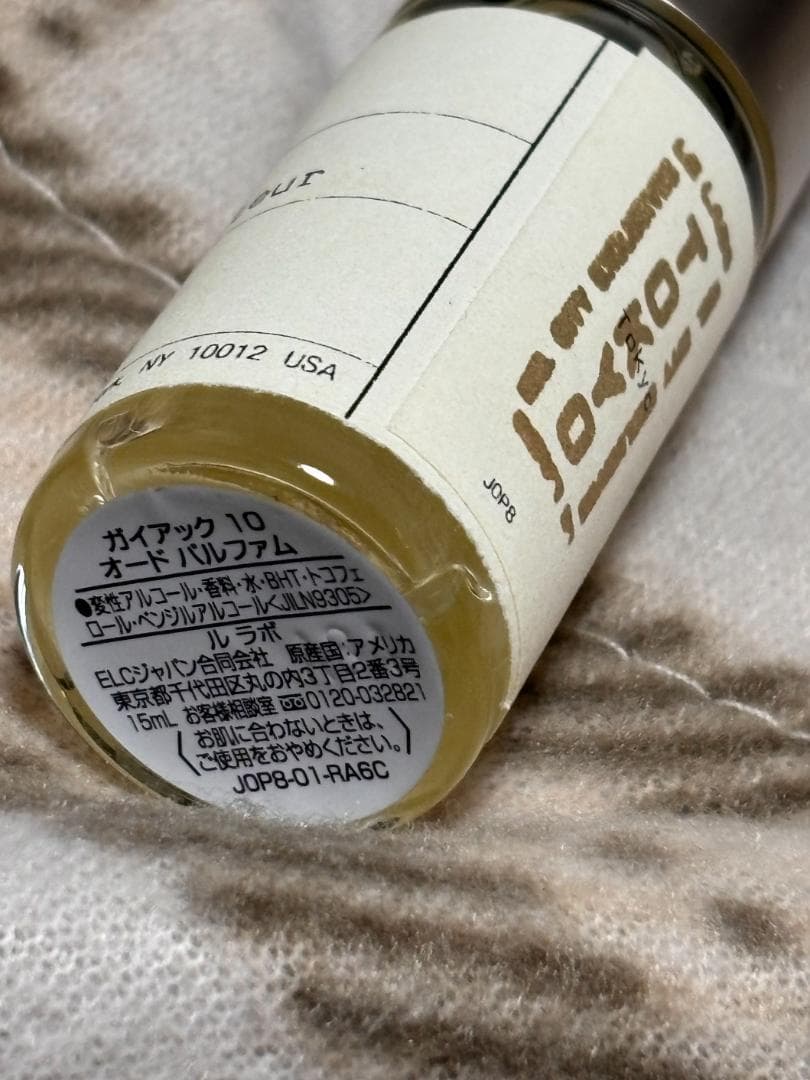 NY 10012 USA
TOKYO
Tokyo
J0P8
ガイアック 10
オード パルファム
●変性アルコール・香料・水・BHT・トコフェ
ロール・ベンジルアルコール<JILN9305>
ル ラボ
ELCジャパン合同会社 原産国:アメリカ
東京都千代田区丸の内3丁目2番3号
15mL お客様相談室 0120-032821
お肌に合わないときは、
ご使用をおやめください。
J0P8-01-RA6C